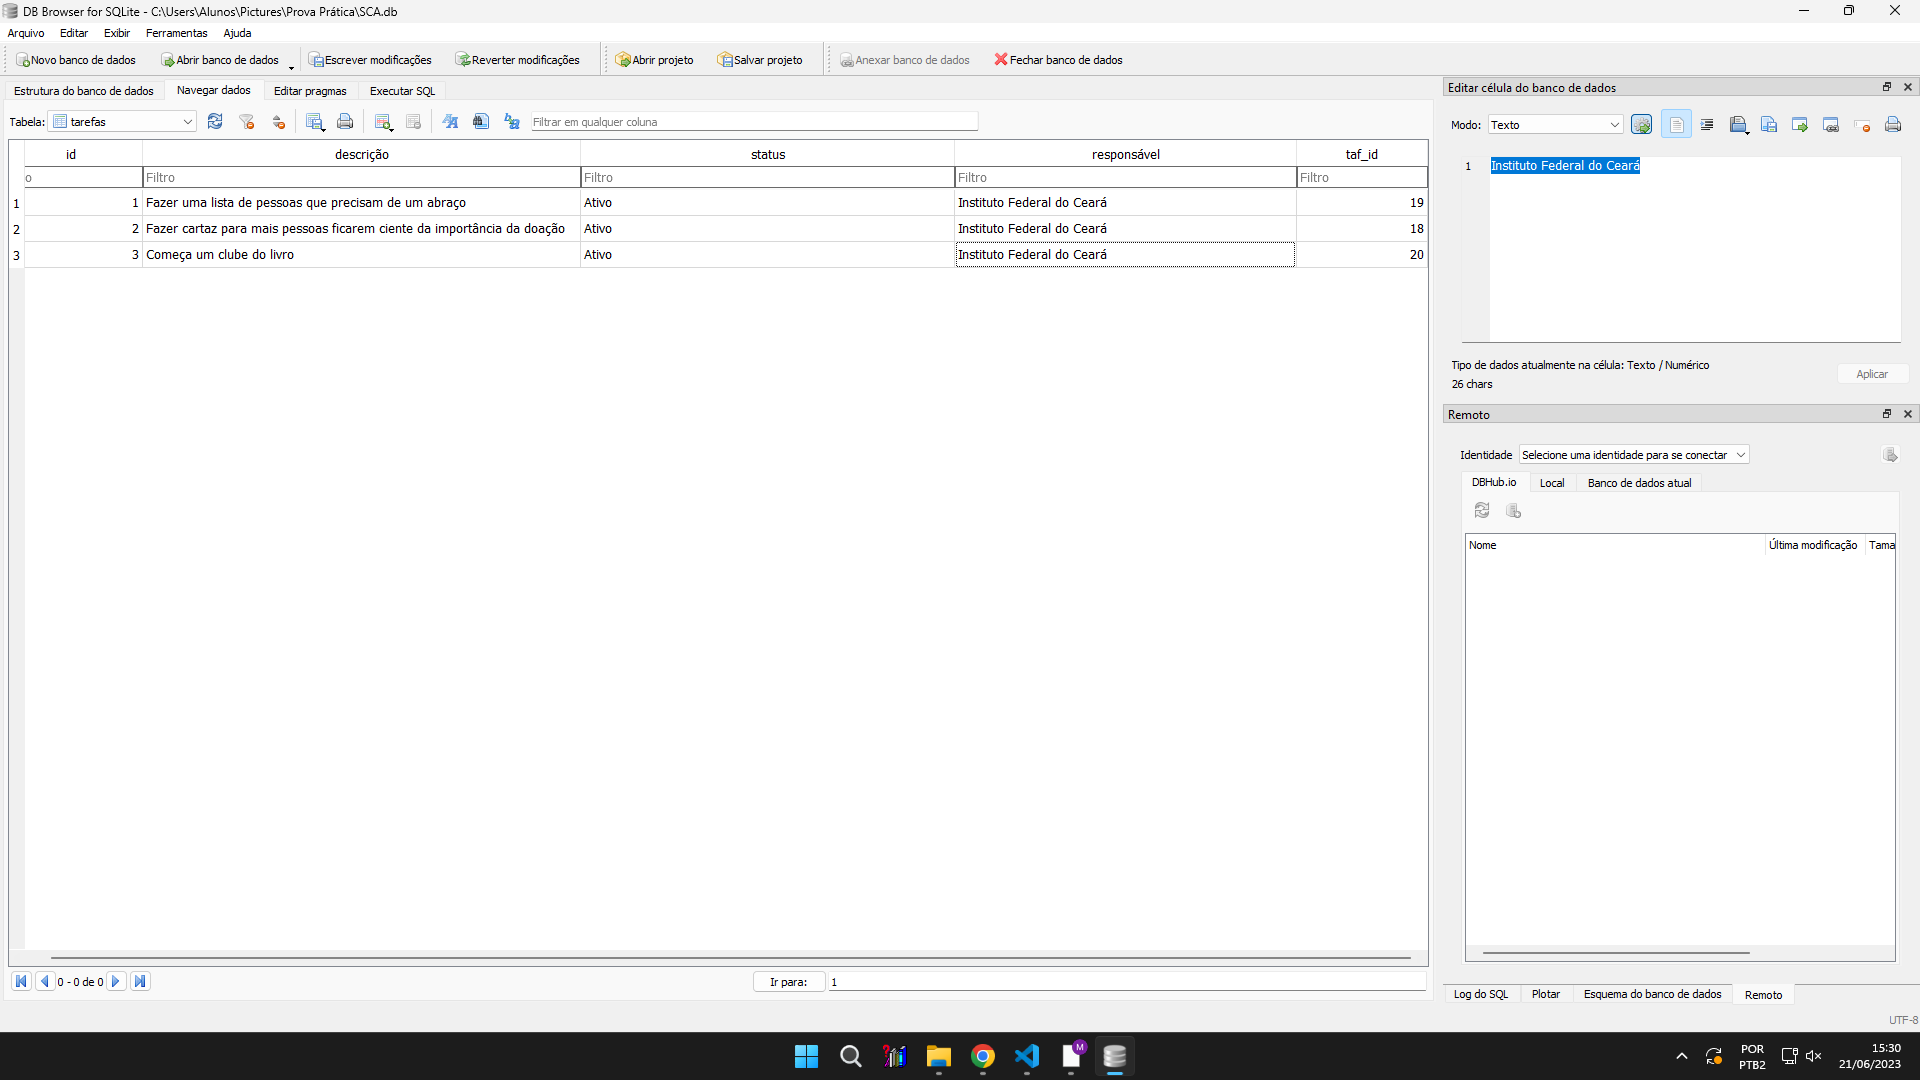 DB Browser for SQLite - C:\Users\Alunos\Pictures\Prova Prática\SCA.db
Arquivo Editar Exibir Ferramentas Ajuda
Novo banco de dados Abrir banco de dados Escrever modificações Reverter modificações Abrir projeto Salvar projeto Anexar banco de dados Fechar banco de dados
Estrutura do banco de dados Navegar dados Editar pragmas Executar SQL
Tabela: tarefas Filtrar em qualquer coluna
id descrição status responsável taf_id
o Filtro Filtro Filtro Filtro
1 1 Fazer uma lista de pessoas que precisam de um abraço Ativo Instituto Federal do Ceará 19
2 2 Fazer cartaz para mais pessoas ficarem ciente da importância da doação Ativo Instituto Federal do Ceará 18
3 3 Começa um clube do livro Ativo Instituto Federal do Ceará 20
0 - 0 de 0 Ir para: 1
Editar célula do banco de dados
Modo: Texto
1 Instituto Federal do Ceará
Tipo de dados atualmente na célula: Texto / Numérico
26 chars
Aplicar
Remoto
Identidade Selecione uma identidade para se conectar
DBHub.io Local Banco de dados atual
Nome Última modificação Tama
Log do SQL Plotar Esquema do banco de dados Remoto
UTF-8
M
POR
PTB2
15:30
21/06/2023